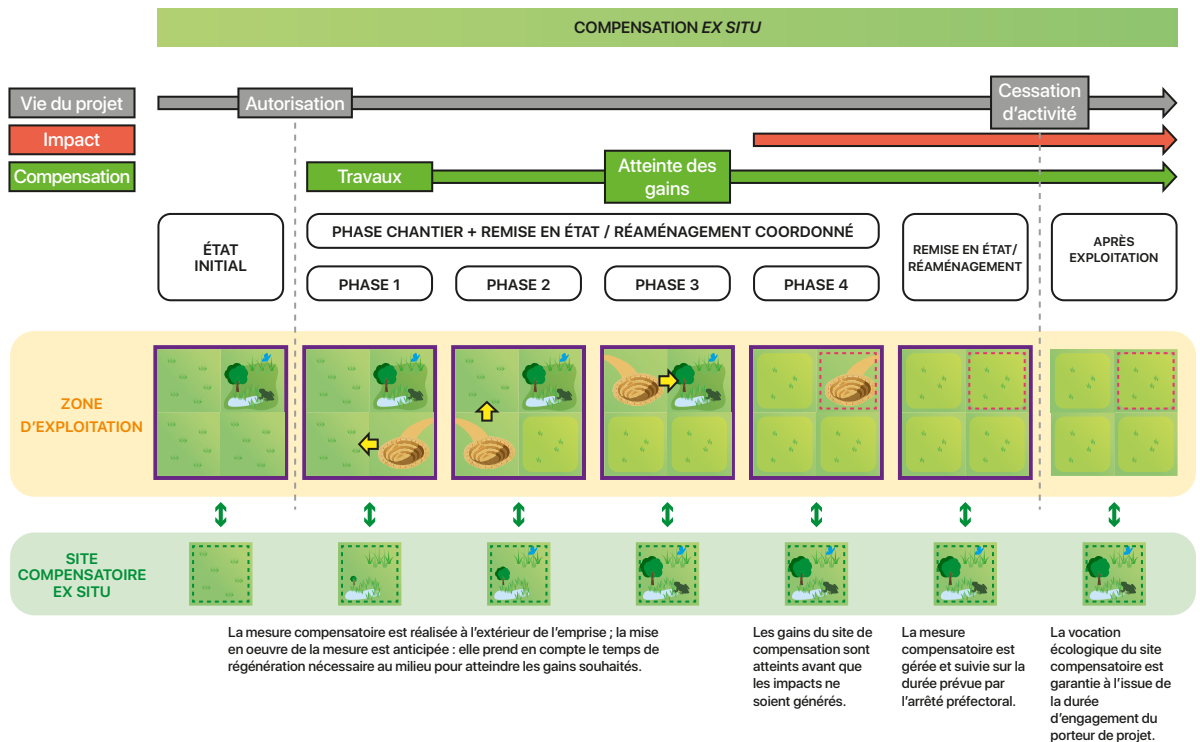 COMPENSATION EX SITU
Vie du projet
Autorisation
Cessation
d'activité
Impact
Compensation
Travaux
Atteinte des
gains
ÉTAT
INITIAL
PHASE CHANTIER + REMISE EN ÉTAT / RÉAMÉNAGEMENT COORDONNÉ
PHASE 1
PHASE 2
PHASE 3
PHASE 4
REMISE EN ÉTAT/
RÉAMÉNAGEMENT
APRÈS
EXPLOITATION
ZONE
D'EXPLOITATION
SITE
COMPENSATOIRE
EX SITU
La mesure compensatoire est réalisée à l'extérieur de l'emprise ; la mise
en oeuvre de la mesure est anticipée : elle prend en compte le temps de
régénération nécessaire au milieu pour atteindre les gains souhaités.
Les gains du site de
compensation sont
atteints avant que
les impacts ne
soient générés.
La mesure
compensatoire est
gérée et suivie sur la
durée prévue par
l'arrêté préfectoral.
La vocation
écologique du site
compensatoire est
garantie à l'issue de
la durée
d'engagement du
porteur de projet.